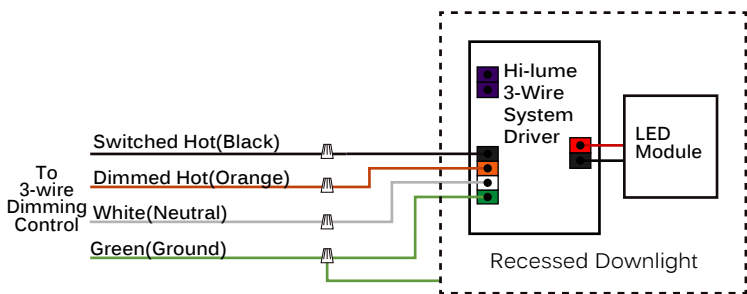 Switched Hot(Black)
Dimmed Hot(Orange)
White(Neutral)
Green(Ground)
To
3-wire
Dimming
Control
Hi-lume
3-Wire
System
Driver
LED
Module
Recessed Downlight